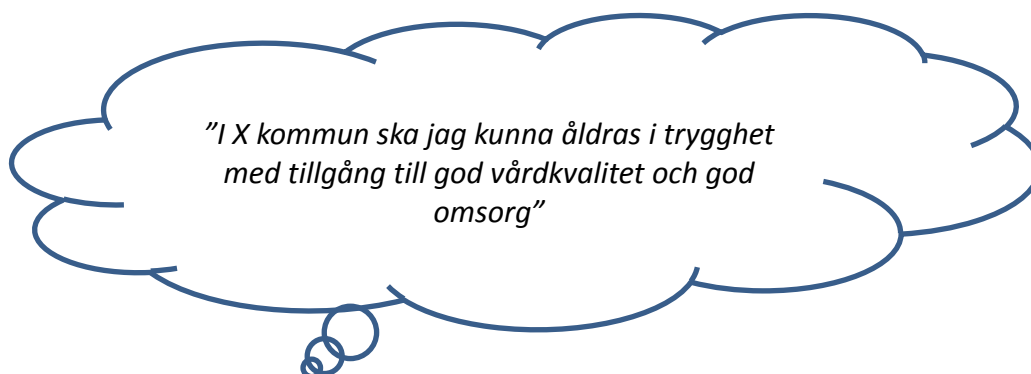 ”I X kommun ska jag kunna åldras i trygghet
med tillgång till god vårdkvalitet och god
omsorg”